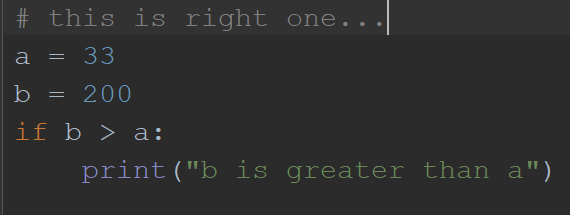 # this is right one...
a = 33
b = 200
if b > a:
    print("b is greater than a")